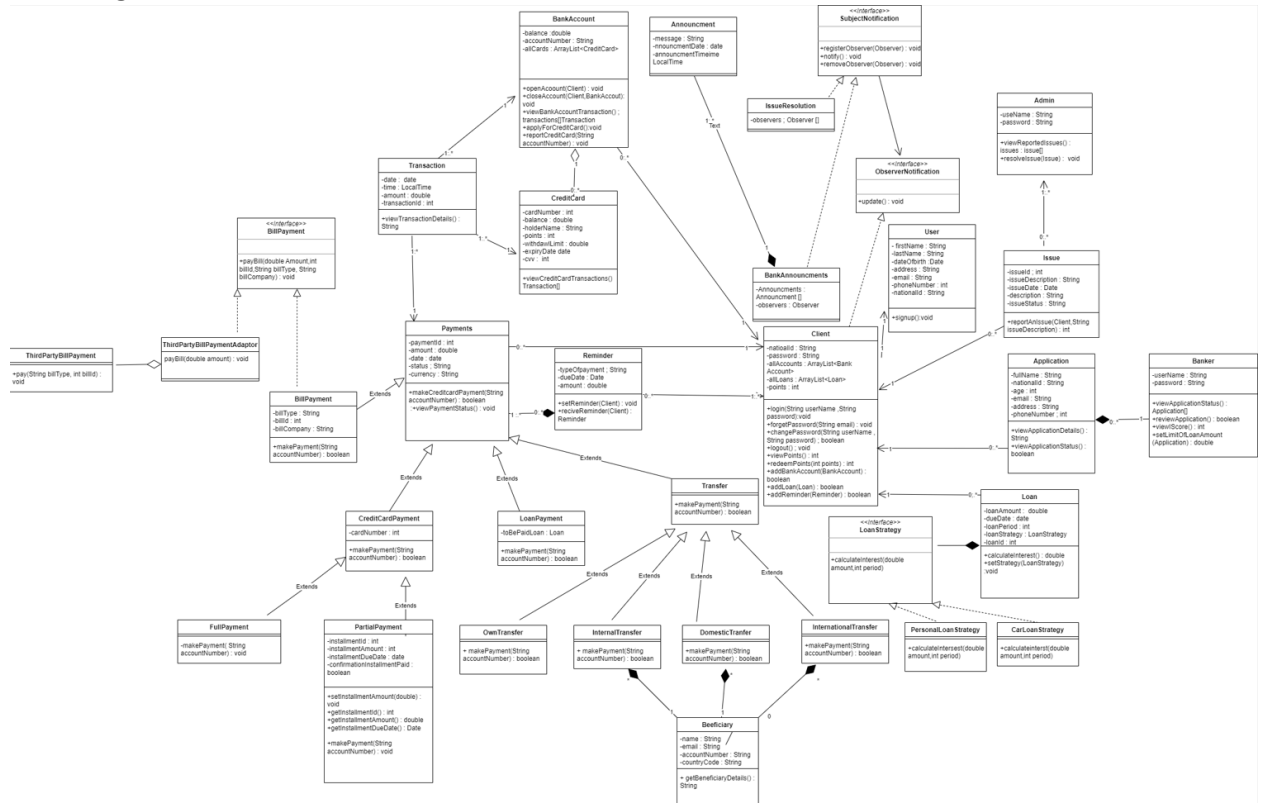 BankAccount
-balance :double
-accountNumber : String
-allCards : ArrayList<CreditCard>
+openAcoount(Client) : void
+closeAccount(Client,BankAccout):
void
+viewBankAccountTransaction() ;
transactions[]Transaction
+applyForCreditCard():void
+reportCreditCard(String
accountNumber) : void
Announcment
-message : String
-nnouncmentDate : date
-announcmentTimeime
LocalTime
<<interface>>
SubjectNotification
+registerObserver(Observer) : void
+notify() : void
+removeObserver(Observer) : void
IssueResolution
-observers ; Observer []
Admin
-useName : String
-password : String
+viewReportedIssues() :
Issues : Issue[]
+resolveIssue(Issue) : void
Transaction
-date : date
-time : LocalTime
-amount : double
-transactionId : int
+viewTransactionDetails() :
String
<<interface>>
ObserverNotification
+update() : void
CreditCard
-cardNumber : int
-balance : double
-holderName : String
-points : int
-withdawlLimit : double
-expiryDate date
-cvv : int
+viewCreditCardTransactions()
Transaction[]
<<interface>>
BillPayment
+payBill(double Amount,int
billId,String billType, String
billCompany) : void
User
- firstName : String
-lastName : String
-dateOfbirth :Date
-address : String
-email : String
-phoneNumber : int
-nationalId : String
+signup():void
Issue
-issueId : int
-issueDescription : String
-issueDate : Date
-description : String
-issueStatus : String
+reportAnIssue(Client,String
issueDescription) : int
BankAnnouncments
-Announcments :
Announcment []
-observers : Observer
1..*
Text
1
Payments
-paymentId : int
-amount : double
-date : date
-status ; String
-currency : String
+makeCreditcardPayment(String
accountNumber) : boolean
:+viewPaymentStatus() : void
Client
-natioalId : String
-password : String
-allAccounts : ArrayList<Bank
Account>
-allLoans : ArrayList<Loan>
-points : int
+login(String userName ,String
password):void
+forgetPassword(String email) : void
+changePassword(String userName ,
String password) ; boolean
+logout() ; void
+viewPoints() : int
+redeemPoints(int points) : int
+addBankAccount(BankAccount) :
boolean
+addLoan(Loan) : boolean
+addReminder(Reminder) : boolean
ThirdPartyBillPayment
+pay(String billType, int billId) :
void
ThirdPartyBillPaymentAdaptor
payBill(double amount) : void
Reminder
-typeOfpayment ; String
-dueDate : Date
-amount : double
+setReminder(Client) : void
+reciveReminder(Client) :
Reminder
Application
-fullName : String
-nationalId : String
-age : int
-email : String
-address : String
-phoneNumber ; int
+viewApplicationDetails() :
String
+viewApplicationStatus() :
boolean
Banker
-userName : String
-password : String
+viewApplicationStatus() :
Application[]
+reviewApplication() : boolean
+viewIScore() : int
+setLimitOfLoanAmount
(Application) : double
BillPayment
-billType : String
-billId : int
-billCompany : String
+makePayment(String
accountNumber) : boolean
Extends
Extends
Extends
Extends
Transfer
+makePayment(String
accountNumber) : boolean
CreditCardPayment
-cardNumber : int
+makePayment(String
accountNumber) : boolean
LoanPayment
-toBePaidLoan : Loan
+makePayment(String
accountNumber) : boolean
<<interface>>
LoanStrategy
+calculateInterest(double
amount,int period)
Loan
-loanAmount : double
-dueDate : date
-loanPeriod : int
-loanStrategy : LoanStrategy
-loanId : int
+calculateInterest() : double
+setStrategy(LoanStrategy)
:void
Extends
Extends
Extends
Extends
Extends
Extends
FullPayment
-makePayment( String
accountNumber) : void
PartialPayment
-instalmentId : int
-instalmentAmount : int
-instalmentDueDate : date
-confirmationInstallmentPaid :
boolean
+setInstallmentAmount(double) :
void
+getInstallmentId() : int
+getInstallmentAmount() : double
+getInstallmentDueDate() : Date
+makePayment(String
accountNumber) : void
OwnTransfer
+ makePayment(String
accountNumber) : boolean
InternalTransfer
+ makePayment(String
accountNumber) : boolean
DomesticTranfer
+ makePayment(String
accountNumber) : boolean
InternationalTransfer
+makePayment(String
accountNumber) : boolean
PersonalLoanStrategy
+calculateIntersest(double
amount,int period)
CarLoanStrategy
+calculateInterst(double
amount,int period)
1
1
0
Beeficiary
-name : String
-email : String
-accountNumber : String
-countryCode : String
+ getBeneficiaryDetails() :
String